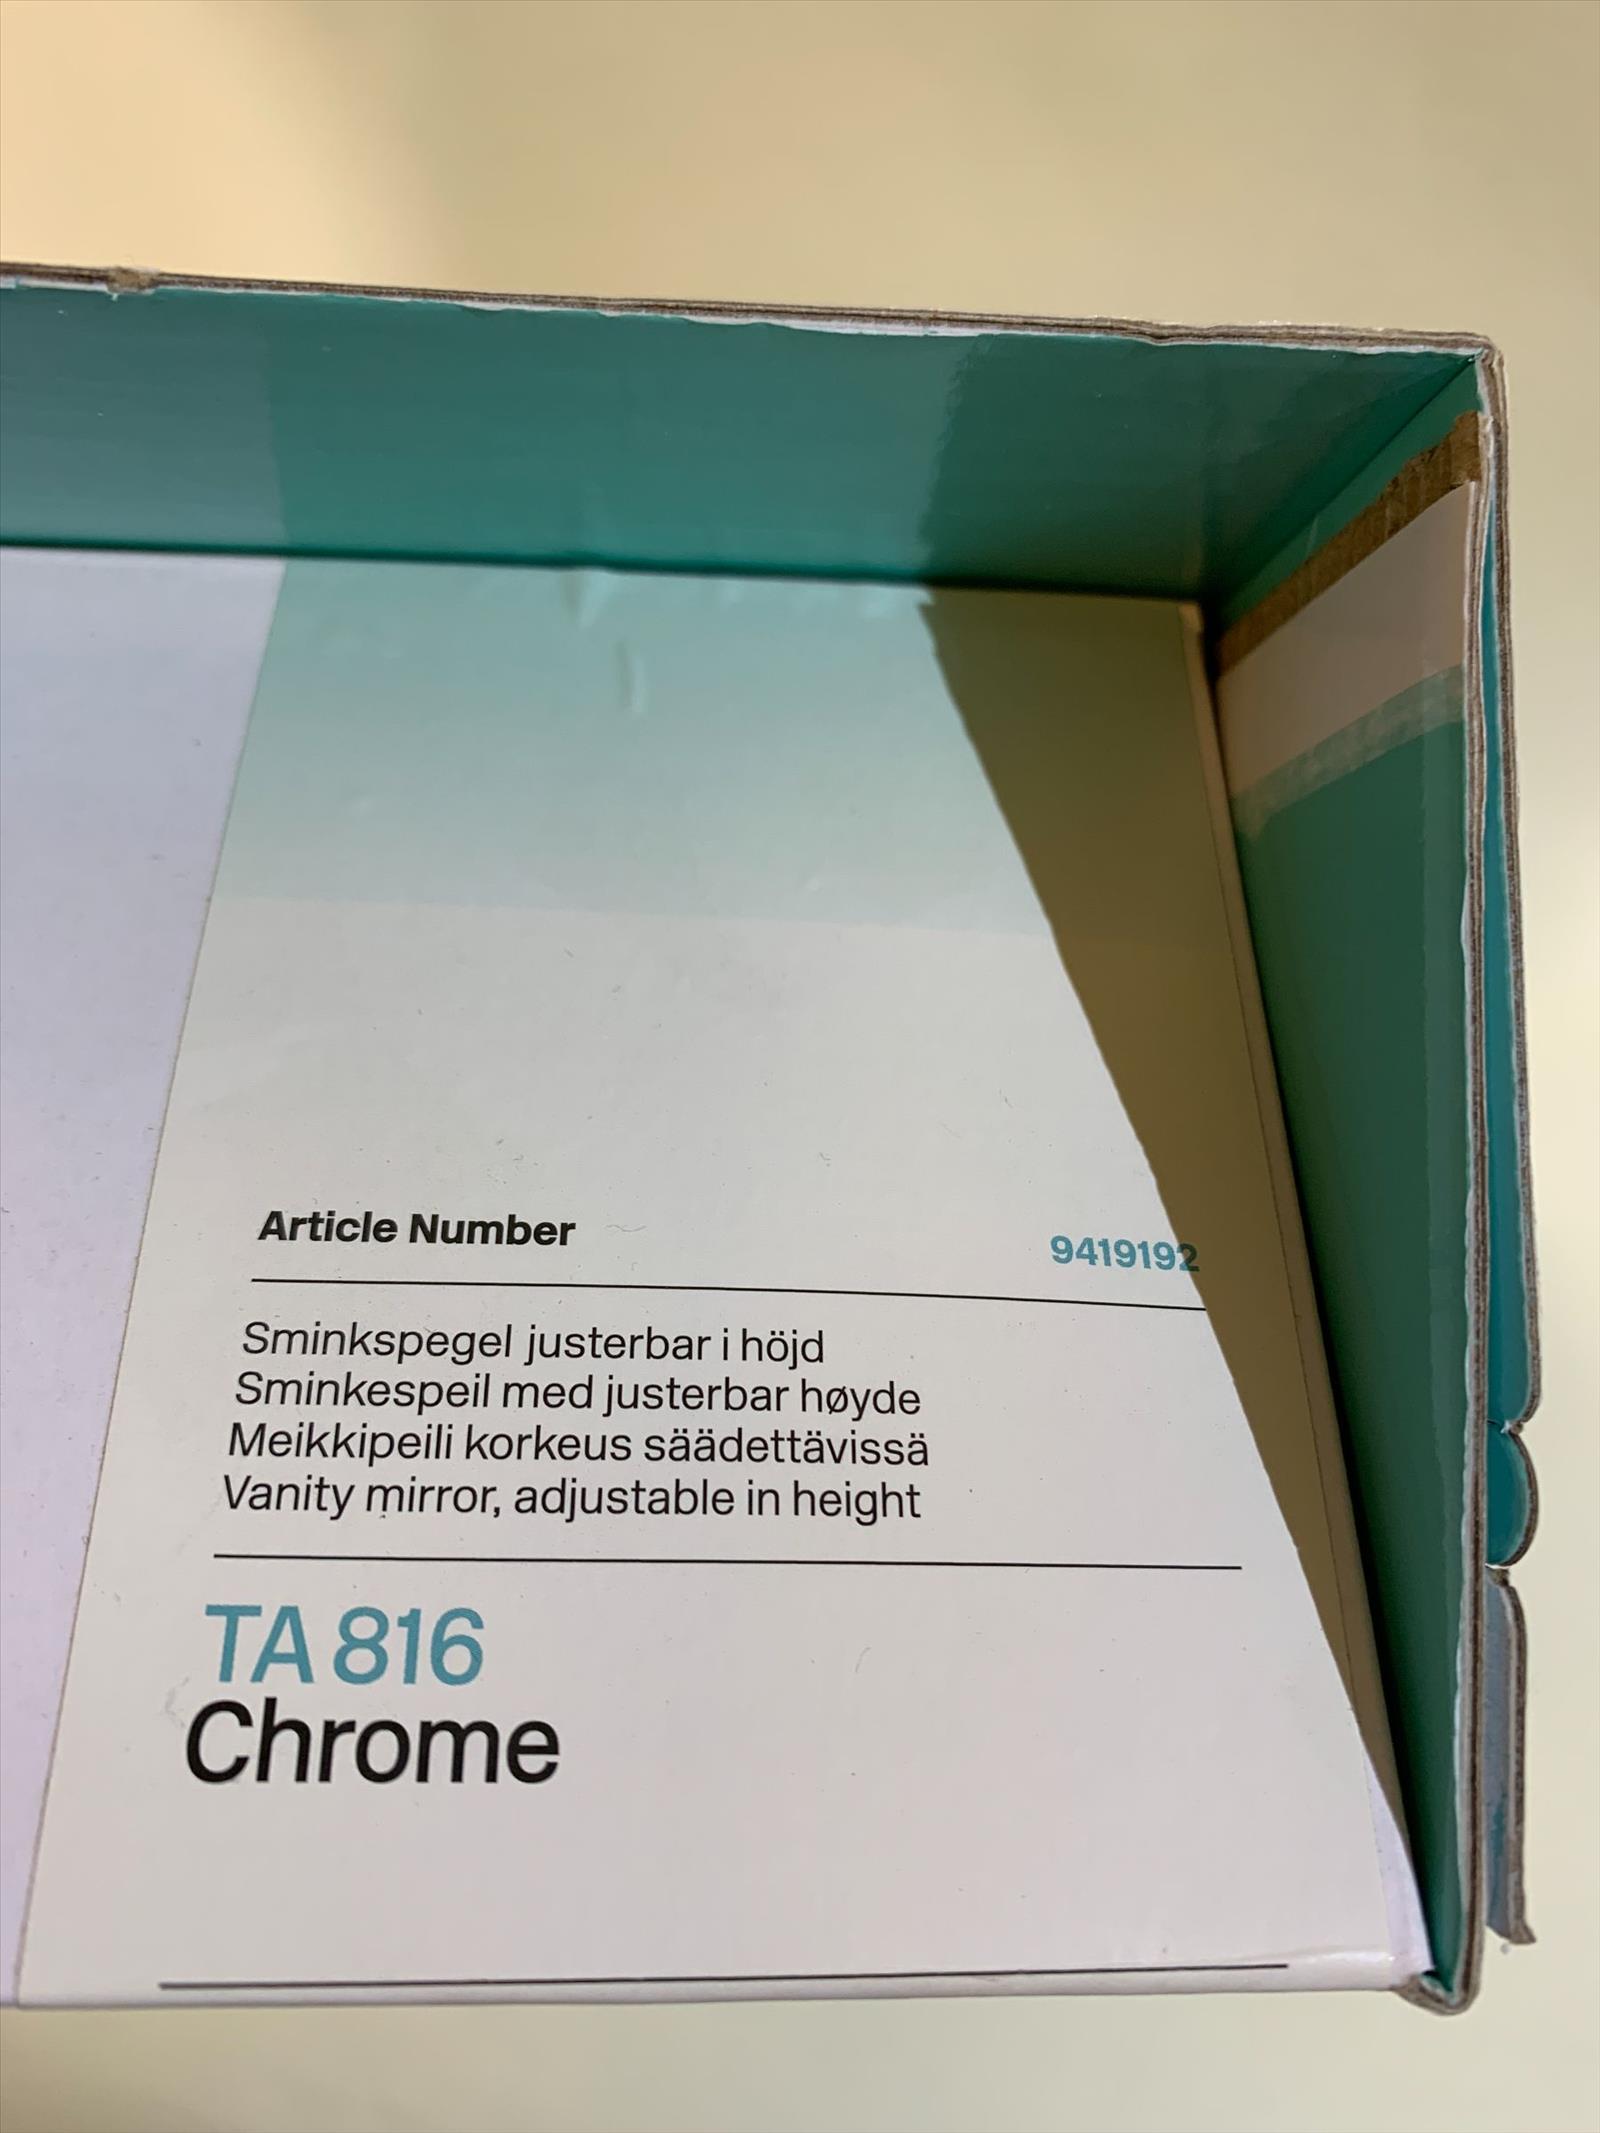 Article Number 9419192
Sminkspegel justerbar i höjd
Sminkespeil med justerbar høyde
Meikkipeili korkeus säädettävissä
Vanity mirror, adjustable in height
TA 816
Chrome